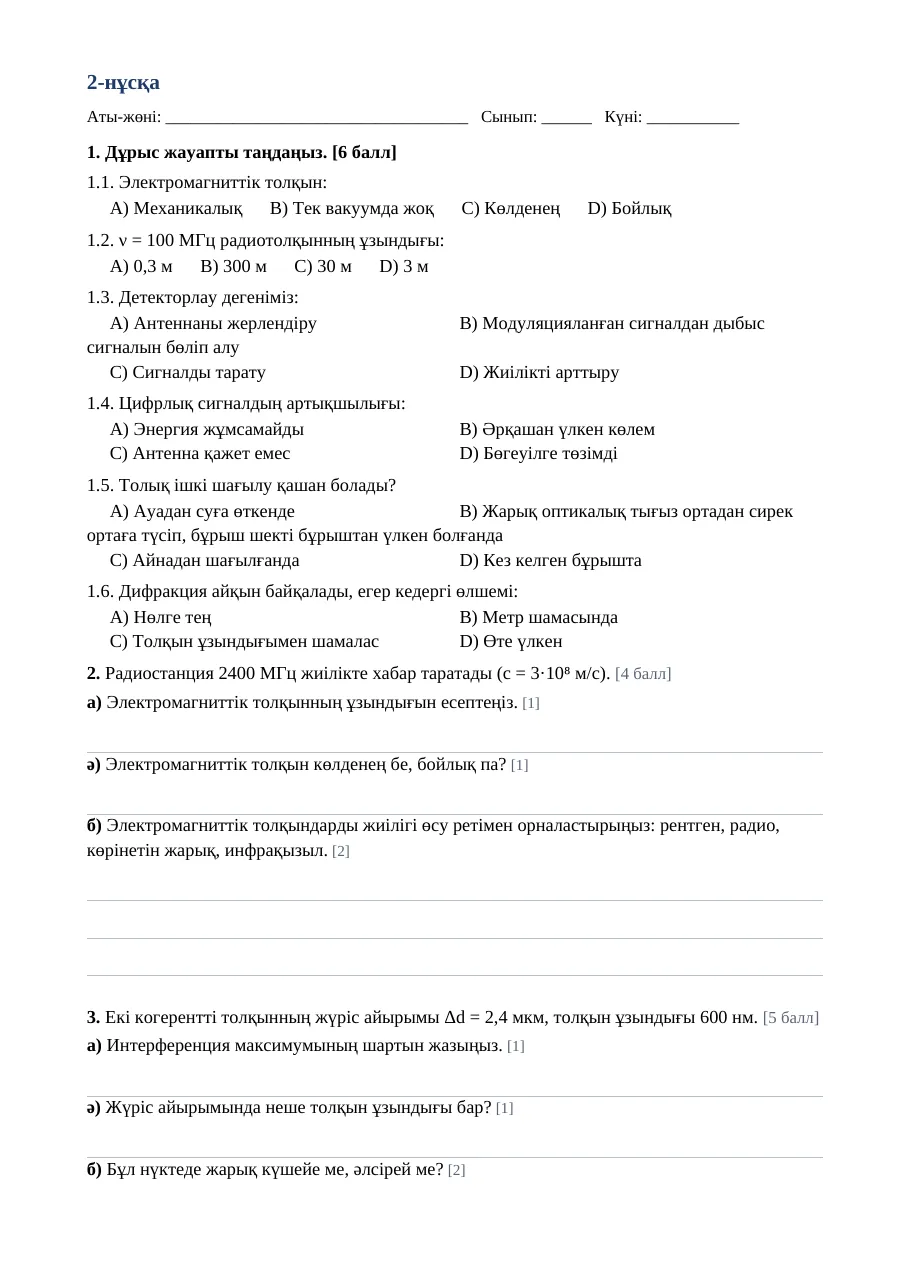 2-нұсқа
Аты-жөні: ____________________________________ Сынып: ______ Күні: ___________
1. Дұрыс жауапты таңдаңыз. [6 балл]
1.1. Электромагниттік толқын:
A) Механикалық B) Тек вакуумда жоқ C) Көлденең D) Бойлық
1.2. ν = 100 МГц радиотолқынның ұзындығы:
A) 0,3 м B) 300 м C) 30 м D) 3 м
1.3. Детекторлау дегеніміз:
A) Антеннаны жерлендіру B) Модуляцияланған сигналдан дыбыс
сигналын бөліп алу
C) Сигналды тарату D) Жиілікті арттыру
1.4. Цифрлық сигналдың артықшылығы:
A) Энергия жұмсамайды B) Әрқашан үлкен көлем
C) Антенна қажет емес D) Бөгеуілге төзімді
1.5. Толық ішкі шағылу қашан болады?
A) Ауадан суға өткенде B) Жарық оптикалық тығыз ортадан сирек
ортаға түсіп, бұрыш шекті бұрыштан үлкен болғанда
C) Айнадан шағылғанда D) Кез келген бұрышта
1.6. Дифракция айқын байқалады, егер кедергі өлшемі:
A) Нөлге тең B) Метр шамасында
C) Толқын ұзындығымен шамалас D) Өте үлкен
2. Радиостанция 2400 МГц жиілікте хабар таратады (c = 3·10⁸ м/с). [4 балл]
а) Электромагниттік толқынның ұзындығын есептеңіз. [1]
ә) Электромагниттік толқын көлденең бе, бойлық па? [1]
б) Электромагниттік толқындарды жиілігі өсу ретімен орналастырыңыз: рентген, радио,
көрінетін жарық, инфрақызыл. [2]
3. Екі когерентті толқынның жүріс айырымы Δd = 2,4 мкм, толқын ұзындығы 600 нм. [5 балл]
а) Интерференция максимумының шартын жазыңыз. [1]
ә) Жүріс айырымында неше толқын ұзындығы бар? [1]
б) Бұл нүктеде жарық күшейе ме, әлсірей ме? [2]